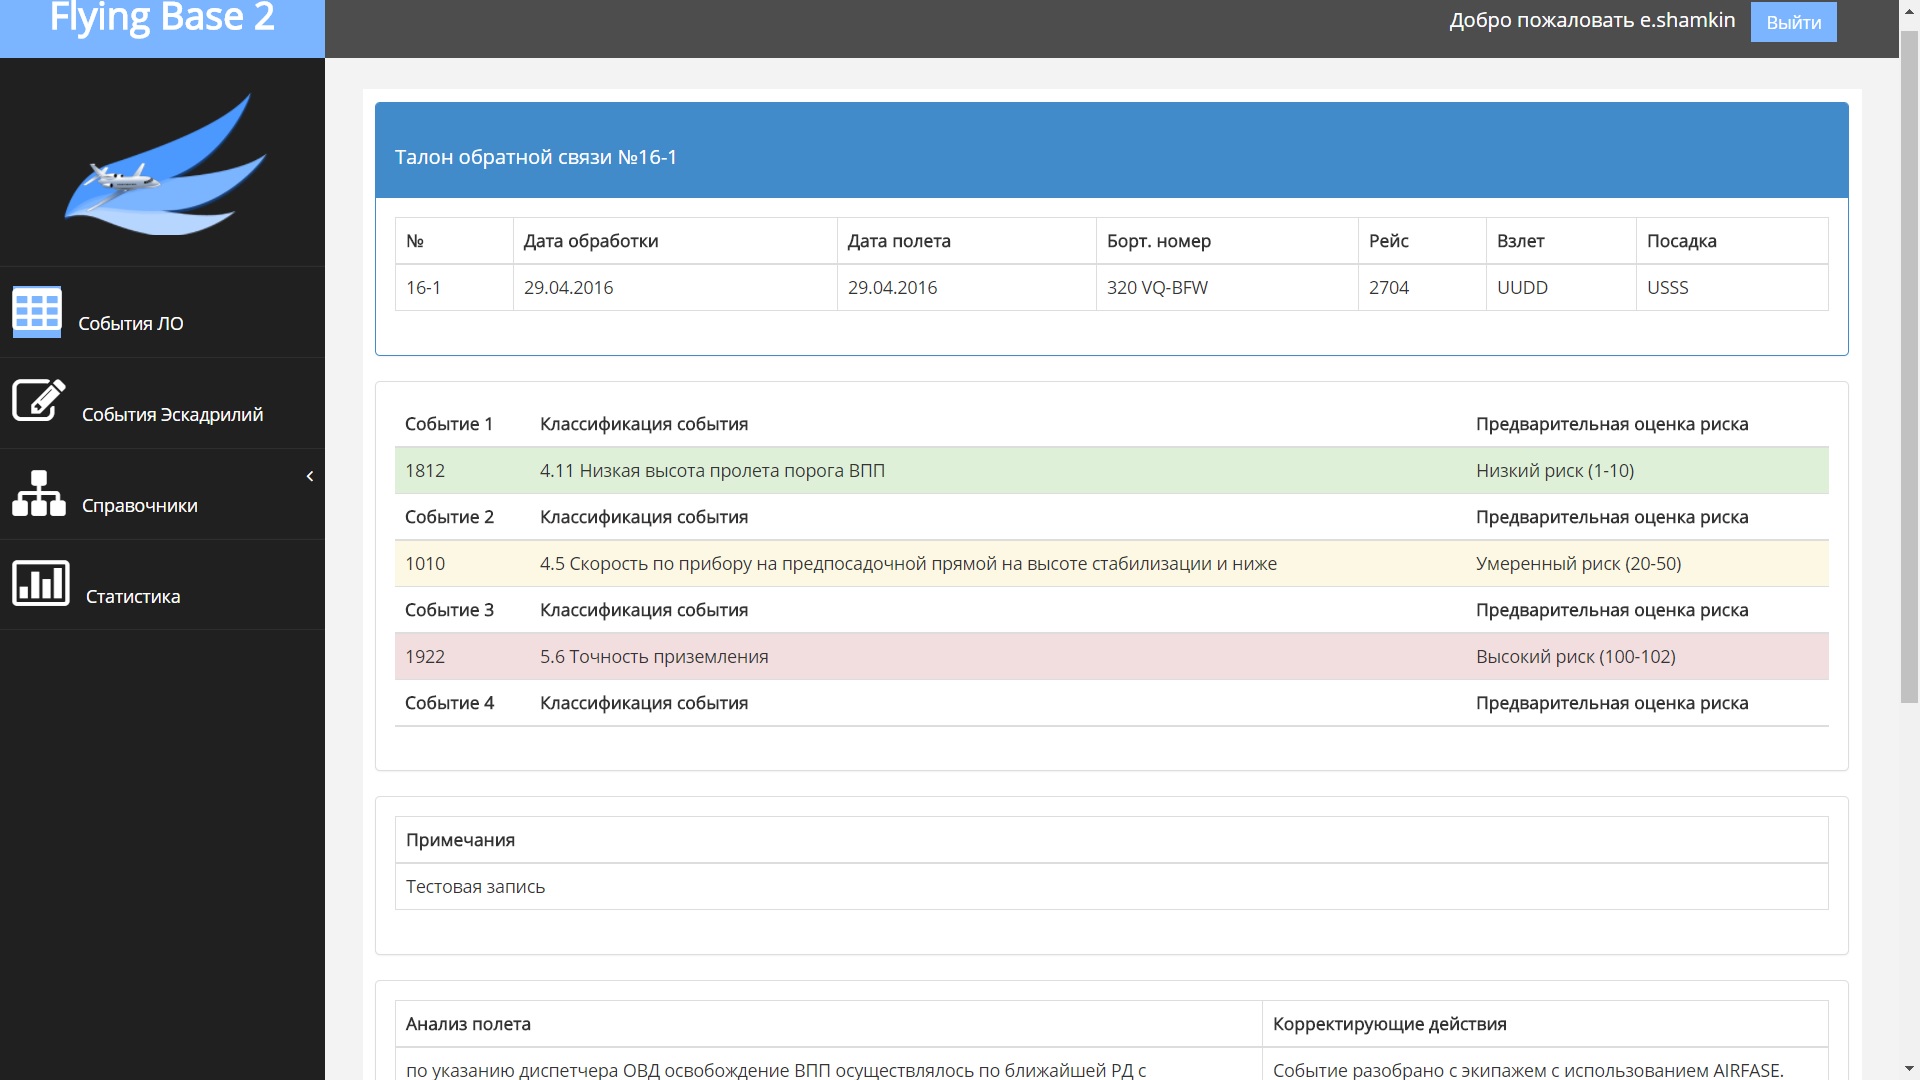 Flying Base 2
Добро пожаловать e.shamkin Выйти
События ЛО
События Эскадрилий
Справочники
Статистика
Талон обратной связи №16-1
№ Дата обработки Дата полета Борт. номер Рейс Взлет Посадка
16-1 29.04.2016 29.04.2016 320 VQ-BFW 2704 UUDD USSS
Событие 1 Классификация события Предварительная оценка риска
1812 4.11 Низкая высота пролета порога ВПП Низкий риск (1-10)
Событие 2 Классификация события Предварительная оценка риска
1010 4.5 Скорость по прибору на предпосадочной прямой на высоте стабилизации и ниже Умеренный риск (20-50)
Событие 3 Классификация события Предварительная оценка риска
1922 5.6 Точность приземления Высокий риск (100-102)
Событие 4 Классификация события Предварительная оценка риска
Примечания
Тестовая запись
Анализ полета Корректирующие действия
по указанию диспетчера ОВД освобождение ВПП осуществлялось по ближайшей РД с Событие разобрано с экипажем с использованием AIRFASE.